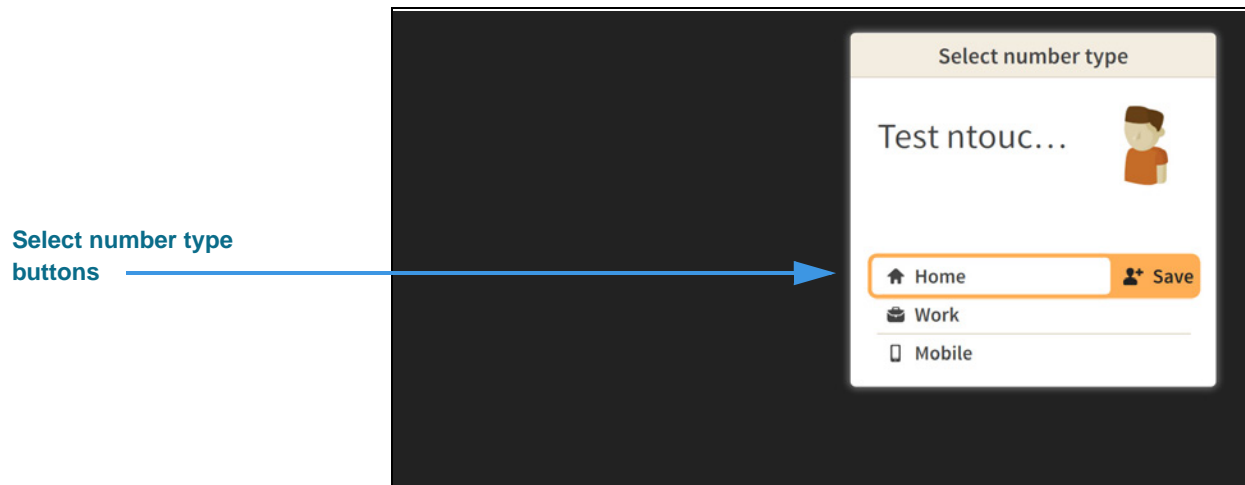 Select number type
Test ntouc...
Select number type
buttons
Home
Save
Work
Mobile